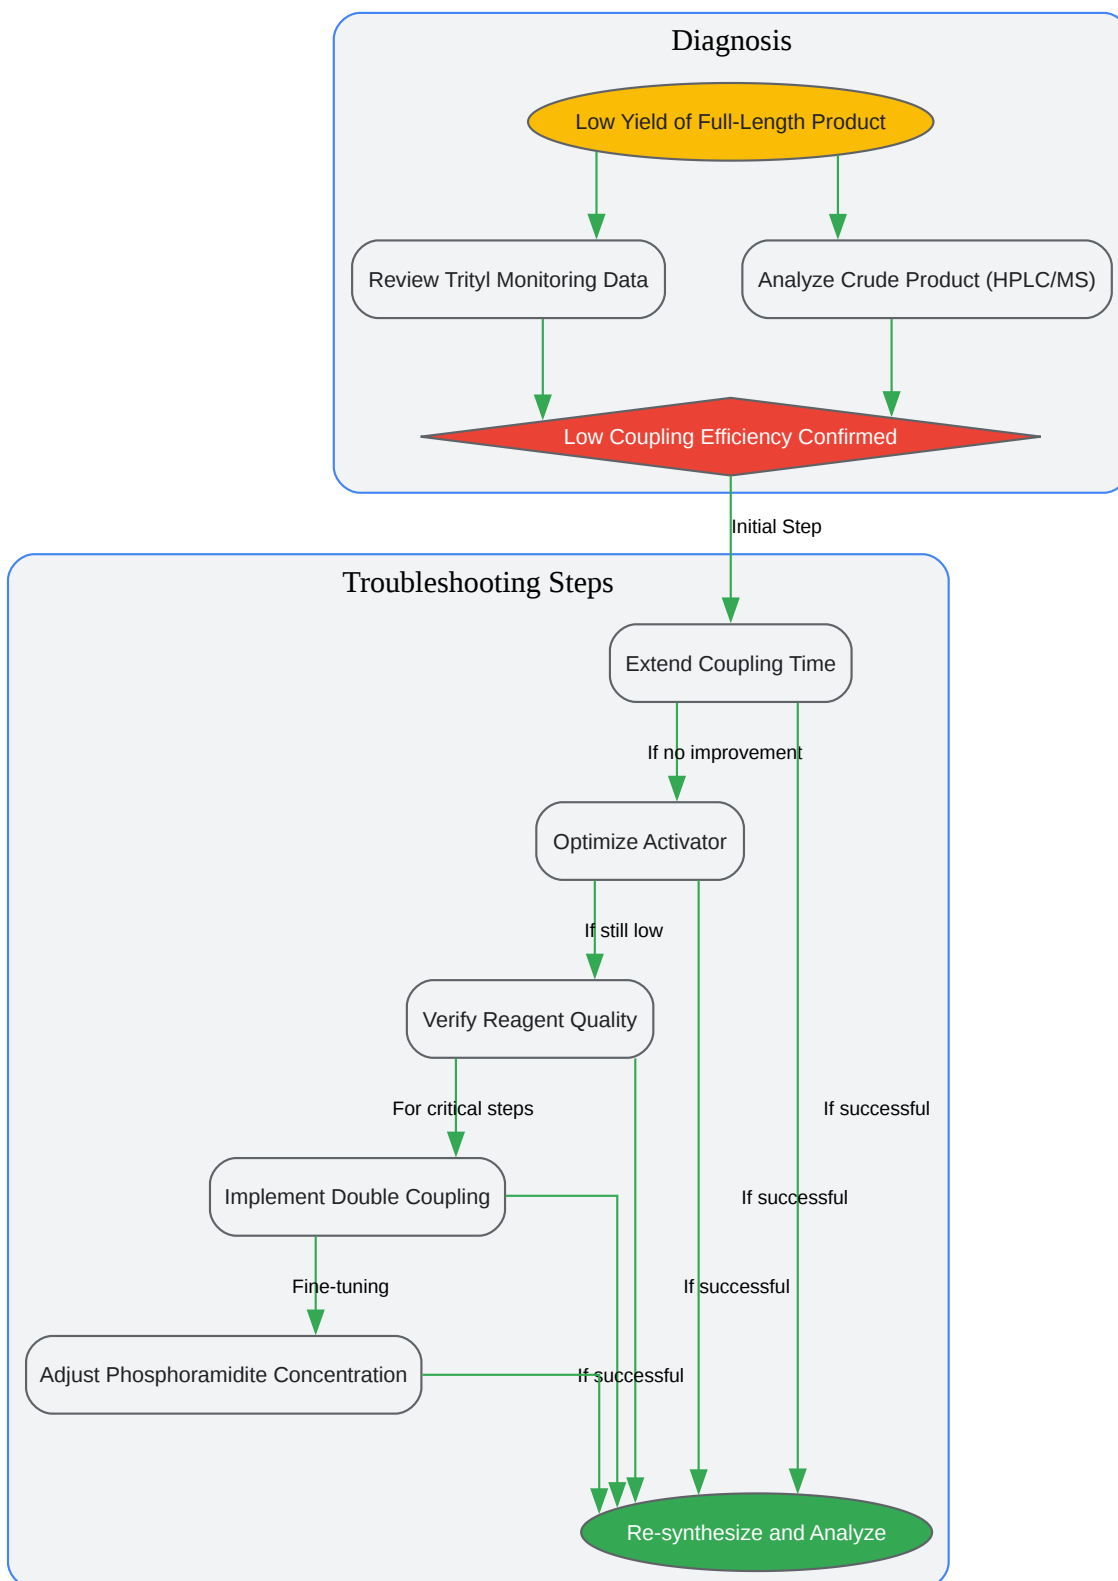 Diagnosis
Low Yield of Full-Length Product
Review Trityl Monitoring Data
Analyze Crude Product (HPLC/MS)
Low Coupling Efficiency Confirmed
Initial Step
Troubleshooting Steps
Extend Coupling Time
If no improvement
Optimize Activator
If still low
Verify Reagent Quality
For critical steps
If successful
Implement Double Coupling
If successful
Fine-tuning
If successful
Adjust Phosphoramidite Concentration
If successful
Re-synthesize and Analyze